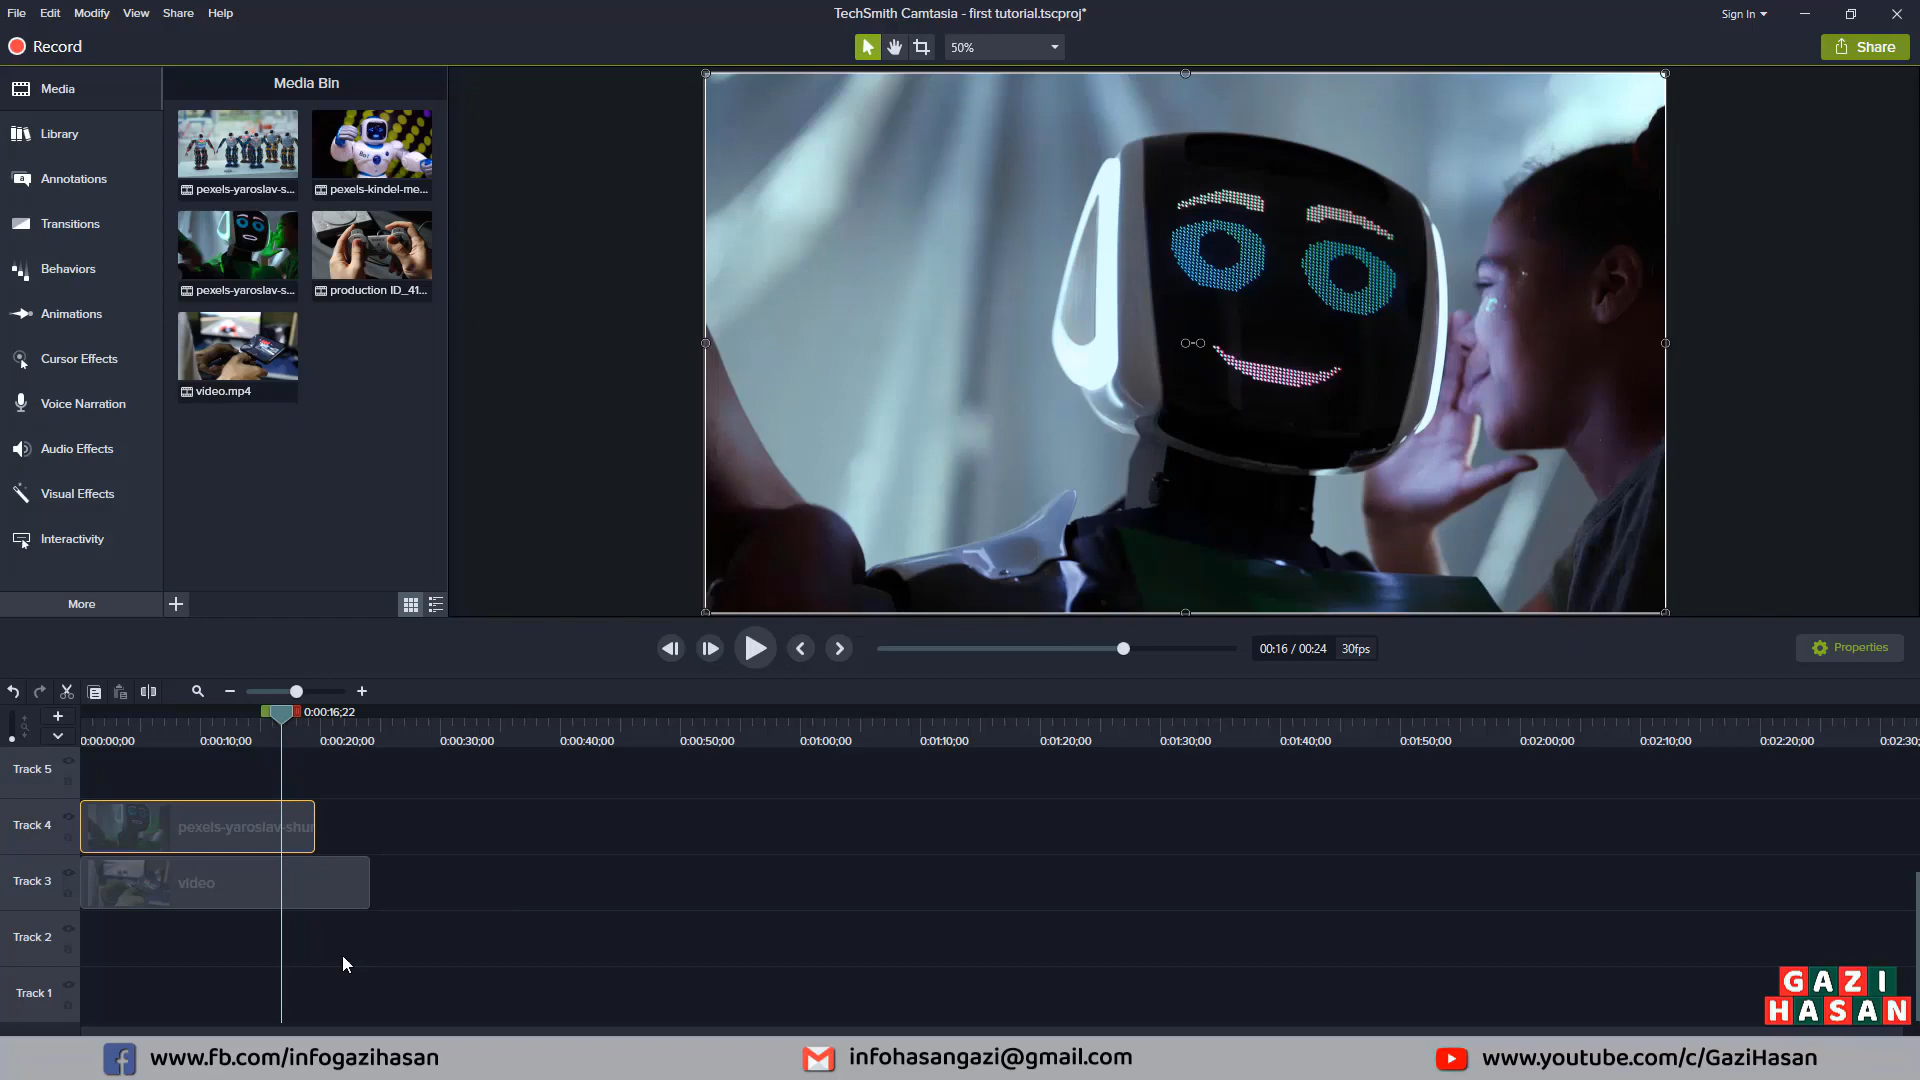 File Edit Modify View Share Help
TechSmith Camtasia - first tutorial.tscproj*
Sign In
Record
50%
Share
Media
Library
Annotations
Transitions
Behaviors
Animations
Cursor Effects
Voice Narration
Audio Effects
Visual Effects
Interactivity
More
Media Bin
pexels-yaroslav-s...
pexels-kindel-me...
pexels-yaroslav-s...
production ID_41...
video.mp4
00:16 / 00:24 30fps
Properties
0:00:16;22
0:00:00;00 0:00:10;00 0:00:20;00 0:00:30;00 0:00:40;00 0:00:50;00 0:01:00;00 0:01:10;00 0:01:20;00 0:01:30;00 0:01:40;00 0:01:50;00 0:02:00;00 0:02:10;00 0:02:20;00 0:02:30;
Track 5
Track 4
pexels-yaroslav-shur
Track 3
video
Track 2
Track 1
GAZI
HASAN
www.fb.com/infogazihasan
infohasangazi@gmail.com
www.youtube.com/c/GaziHasan